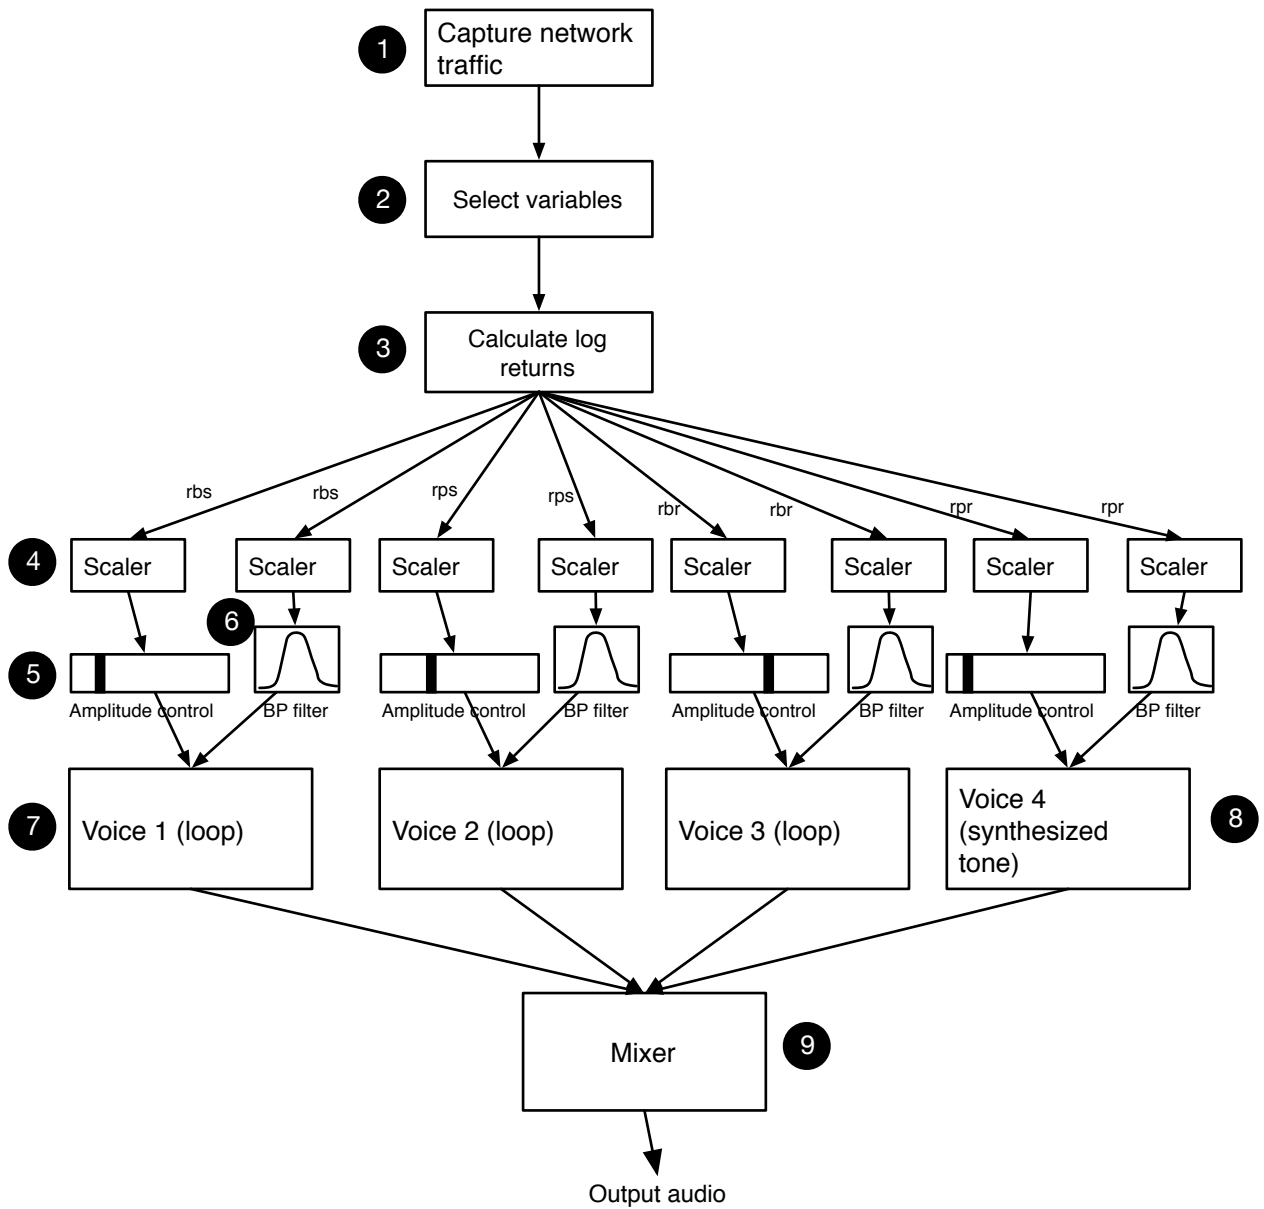 1
Capture network
traffic
2
Select variables
3
Calculate log
returns
rbs
rbs
rps
rps
rbr
rbr
rpr
rpr
4
Scaler
Scaler
Scaler
Scaler
Scaler
Scaler
Scaler
Scaler
6
5
Amplitude control
BP filter
Amplitude control
BP filter
Amplitude control
BP filter
Amplitude control
BP filter
7
Voice 1 (loop)
Voice 2 (loop)
Voice 3 (loop)
Voice 4
(synthesized
tone)
8
Mixer
9
Output audio